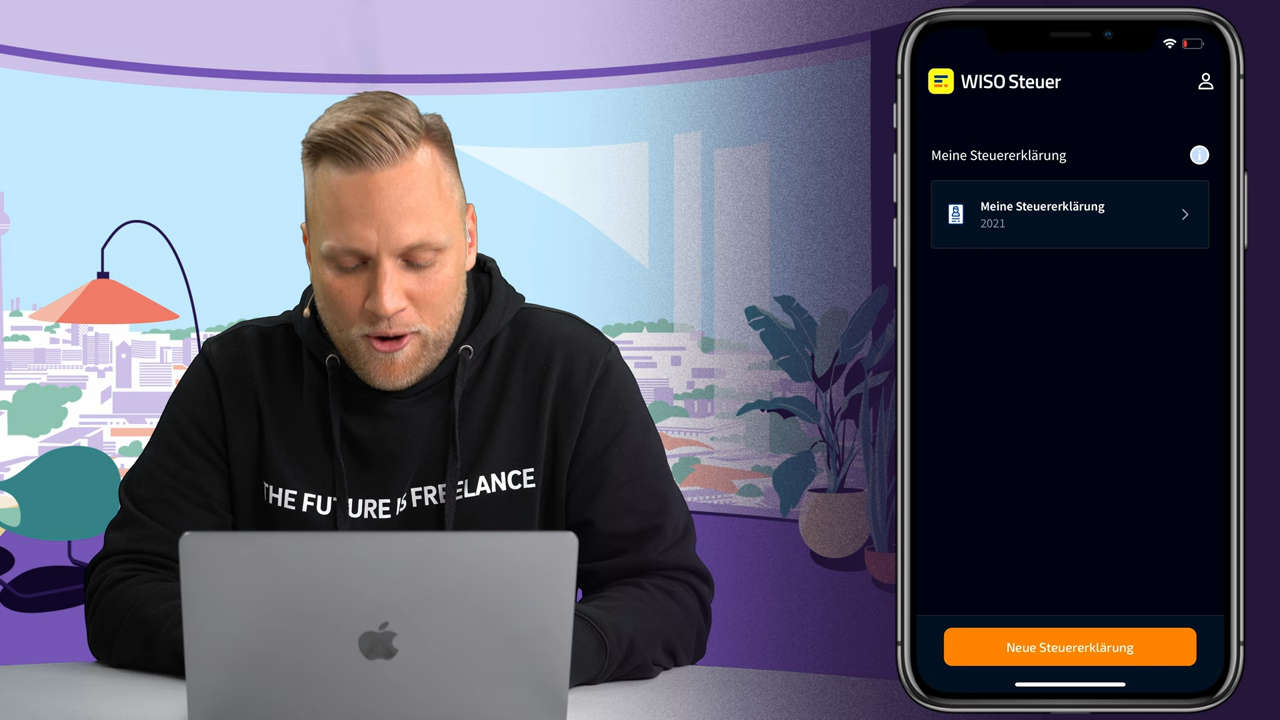 THE FUTURE IS FREELANCE
WISO Steuer
Meine Steuererklärung
Meine Steuererklärung
2021
Neue Steuererklärung